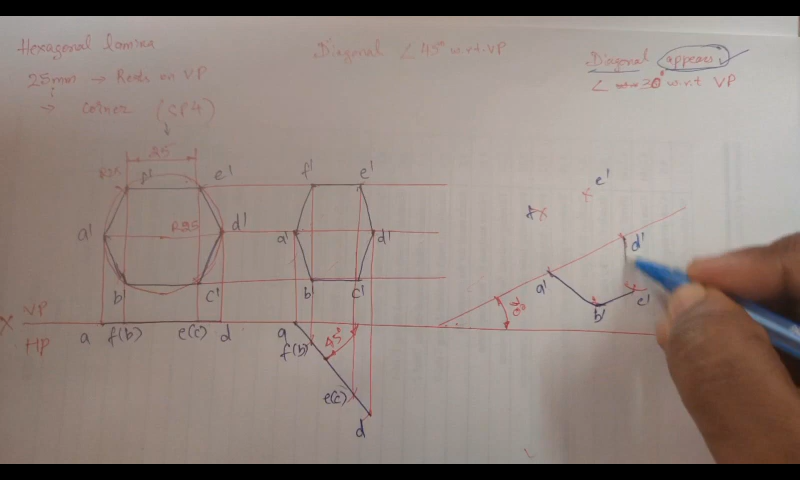 Hexagonal lamina
25mm → Rests on VP
→ corner (CP4)
Diagonal ∠45° w.r.t. VP
Diagonal appears
∠ 30° w.r.t VP
25
R25
f' e'
a' R25 d'
b' c'
f' e'
a' d'
b' c'
e'
f
d'
a'
b' c'
30°
X VP
HP
a f(b) e(c) d
a
f(b) 45°
e(c)
d